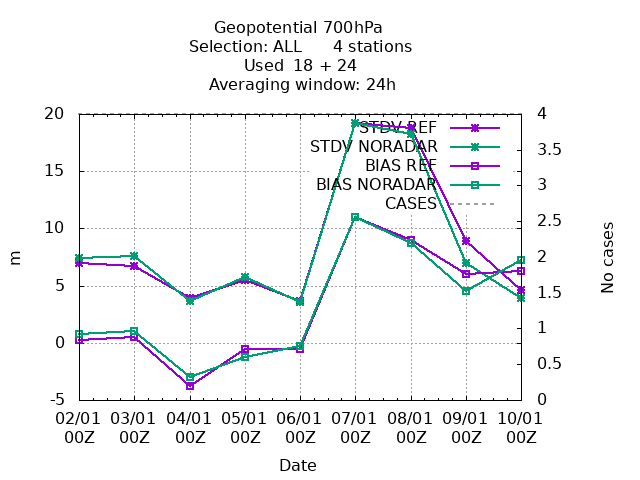 Geopotential 700hPa
Selection: ALL 4 stations
Used 18 + 24
Averaging window: 24h
STDV REF
STDV NORADAR
BIAS REF
BIAS NORADAR
CASES
20
15
10
5
0
-5
m
4
3.5
3
2.5
2
1.5
1
0.5
0
No cases
02/01 03/01 04/01 05/01 06/01 07/01 08/01 09/01 10/01
00Z 00Z 00Z 00Z 00Z 00Z 00Z 00Z 00Z
Date